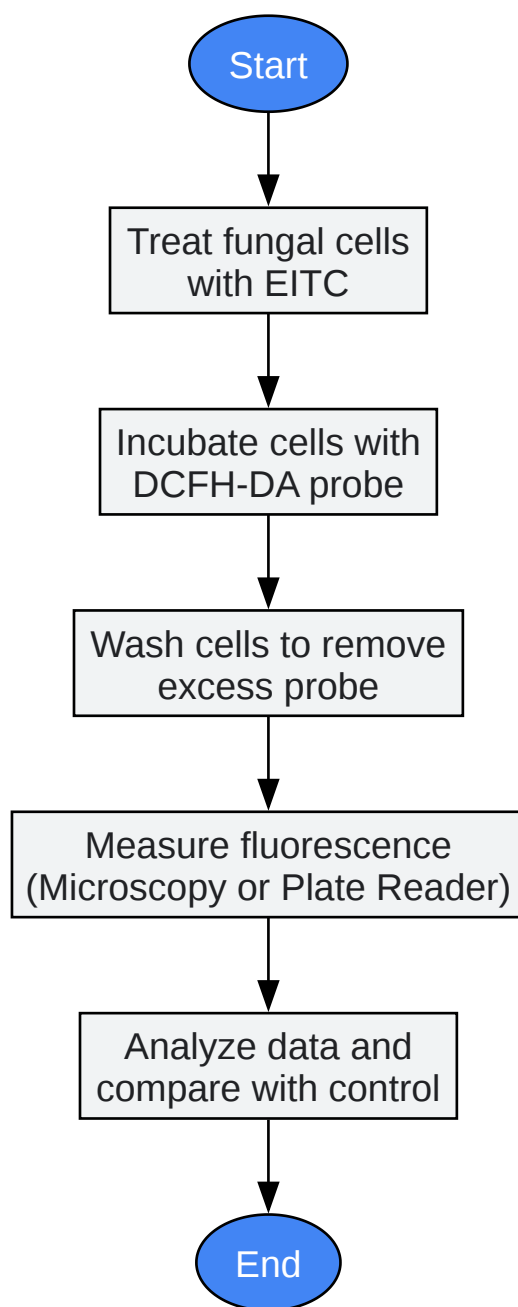 Start
Treat fungal cells
with EITC
Incubate cells with
DCFH-DA probe
Wash cells to remove
excess probe
Measure fluorescence
(Microscopy or Plate Reader)
Analyze data and
compare with control
End